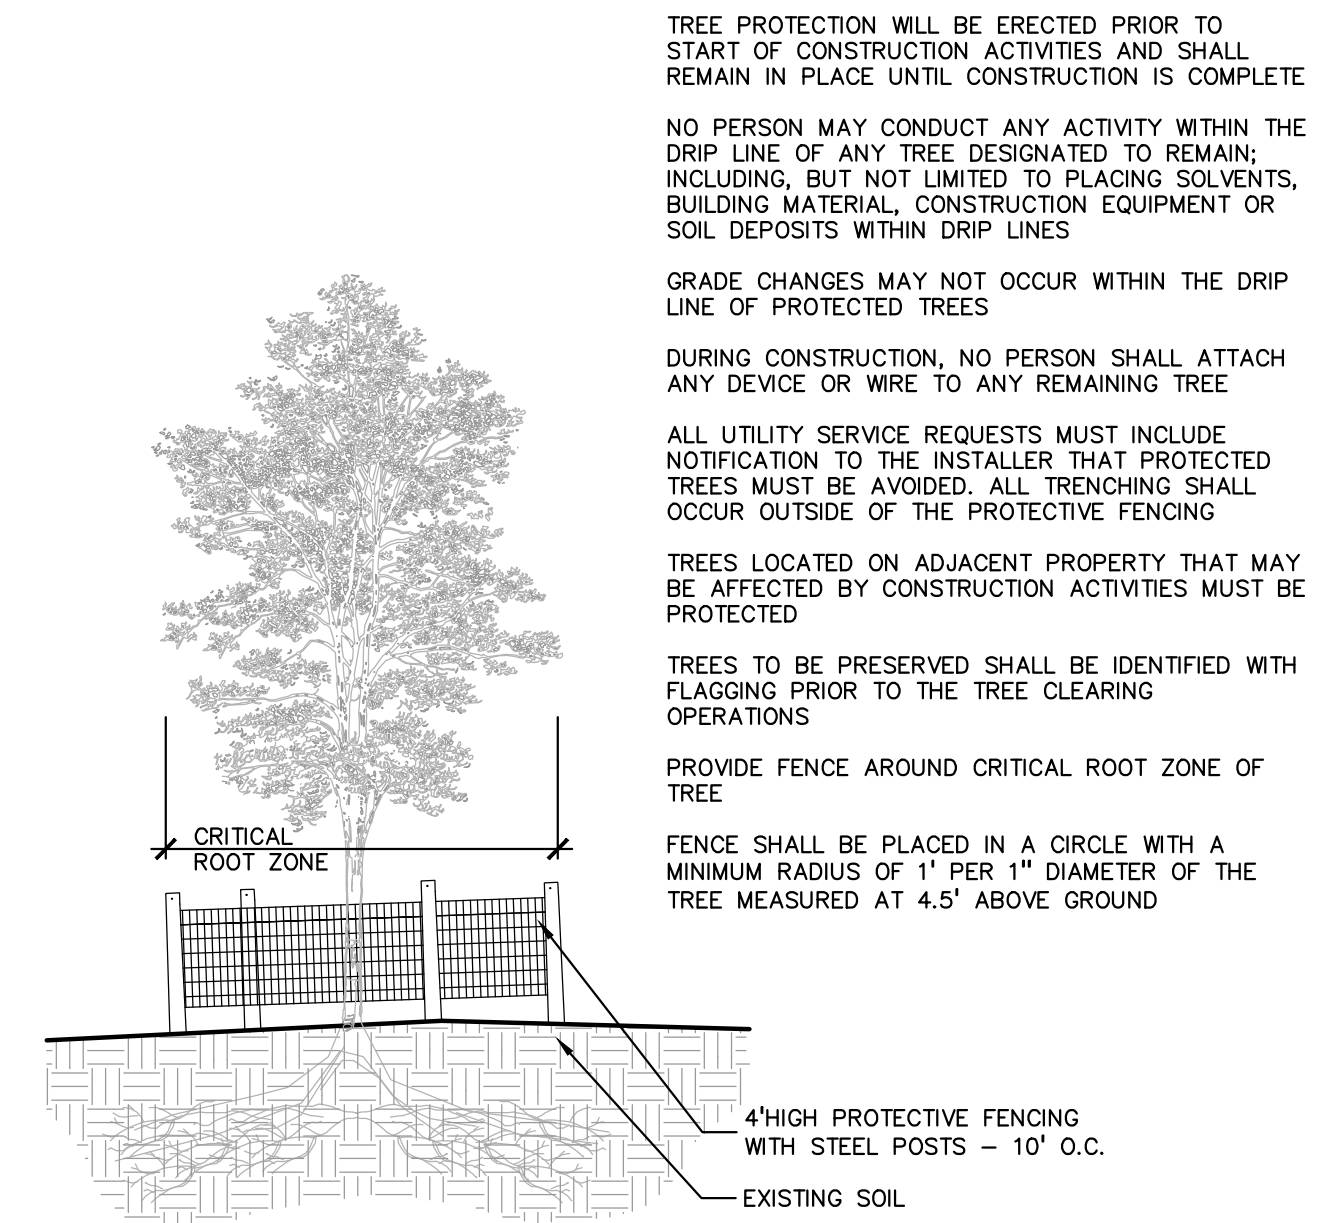 TREE PROTECTION WILL BE ERECTED PRIOR TO
START OF CONSTRUCTION ACTIVITIES AND SHALL
REMAIN IN PLACE UNTIL CONSTRUCTION IS COMPLETE
NO PERSON MAY CONDUCT ANY ACTIVITY WITHIN THE
DRIP LINE OF ANY TREE DESIGNATED TO REMAIN;
INCLUDING, BUT NOT LIMITED TO PLACING SOLVENTS,
BUILDING MATERIAL, CONSTRUCTION EQUIPMENT OR
SOIL DEPOSITS WITHIN DRIP LINES
GRADE CHANGES MAY NOT OCCUR WITHIN THE DRIP
LINE OF PROTECTED TREES
DURING CONSTRUCTION, NO PERSON SHALL ATTACH
ANY DEVICE OR WIRE TO ANY REMAINING TREE
ALL UTILITY SERVICE REQUESTS MUST INCLUDE
NOTIFICATION TO THE INSTALLER THAT PROTECTED
TREES MUST BE AVOIDED. ALL TRENCHING SHALL
OCCUR OUTSIDE OF THE PROTECTIVE FENCING
TREES LOCATED ON ADJACENT PROPERTY THAT MAY
BE AFFECTED BY CONSTRUCTION ACTIVITIES MUST BE
PROTECTED
TREES TO BE PRESERVED SHALL BE IDENTIFIED WITH
FLAGGING PRIOR TO THE TREE CLEARING
OPERATIONS
PROVIDE FENCE AROUND CRITICAL ROOT ZONE OF
TREE
FENCE SHALL BE PLACED IN A CIRCLE WITH A
MINIMUM RADIUS OF 1' PER 1" DIAMETER OF THE
TREE MEASURED AT 4.5' ABOVE GROUND
CRITICAL
ROOT ZONE
4'HIGH PROTECTIVE FENCING
WITH STEEL POSTS – 10' O.C.
EXISTING SOIL